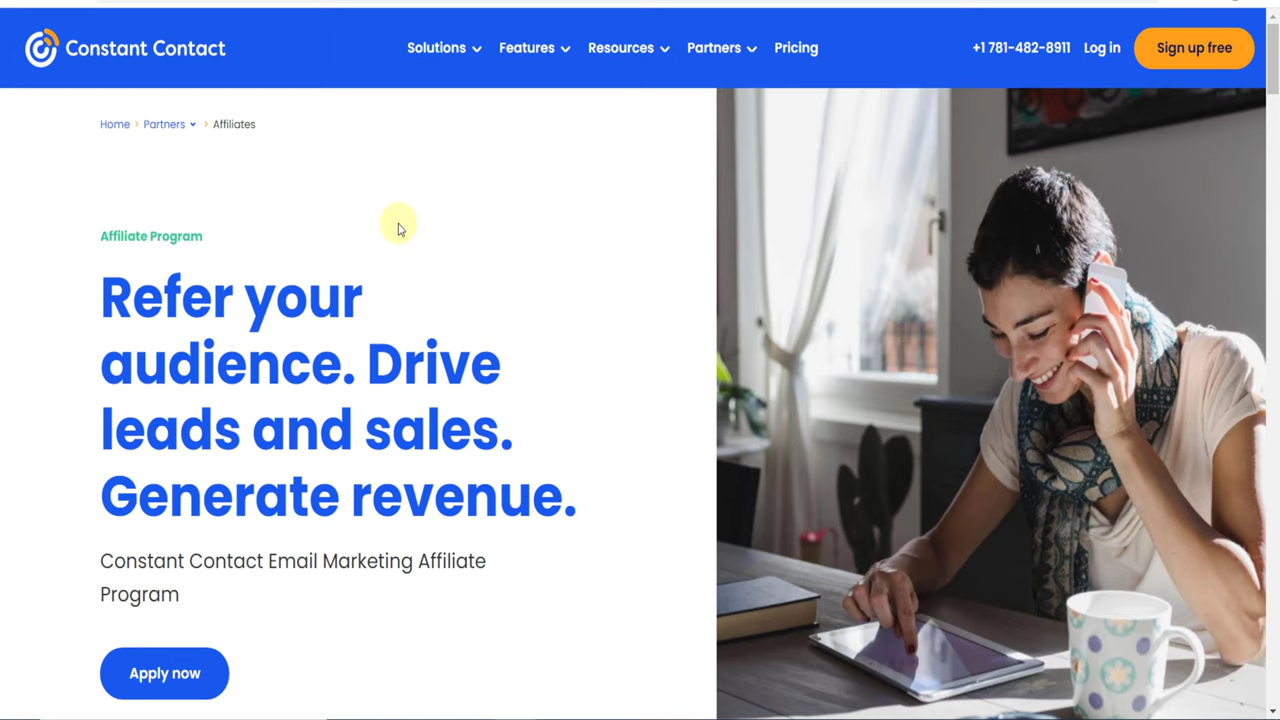 Constant Contact
Solutions Features Resources Partners Pricing
+1 781-482-8911 Log in Sign up free
Home > Partners > Affiliates
Affiliate Program
Refer your
audience. Drive
leads and sales.
Generate revenue.
Constant Contact Email Marketing Affiliate
Program
Apply now